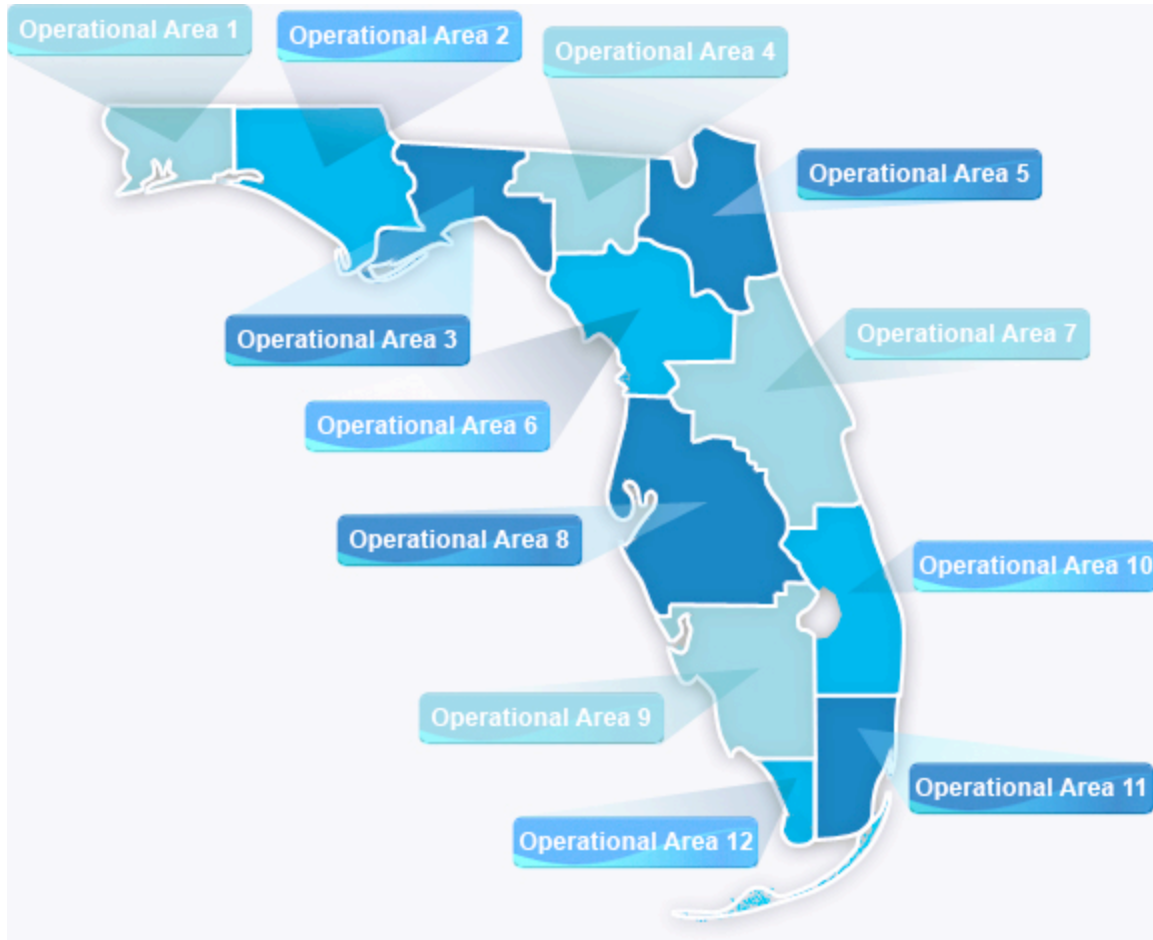 Operational Area 1
Operational Area 2
Operational Area 4
Operational Area 5
Operational Area 3
Operational Area 7
Operational Area 6
Operational Area 8
Operational Area 10
Operational Area 9
Operational Area 11
Operational Area 12